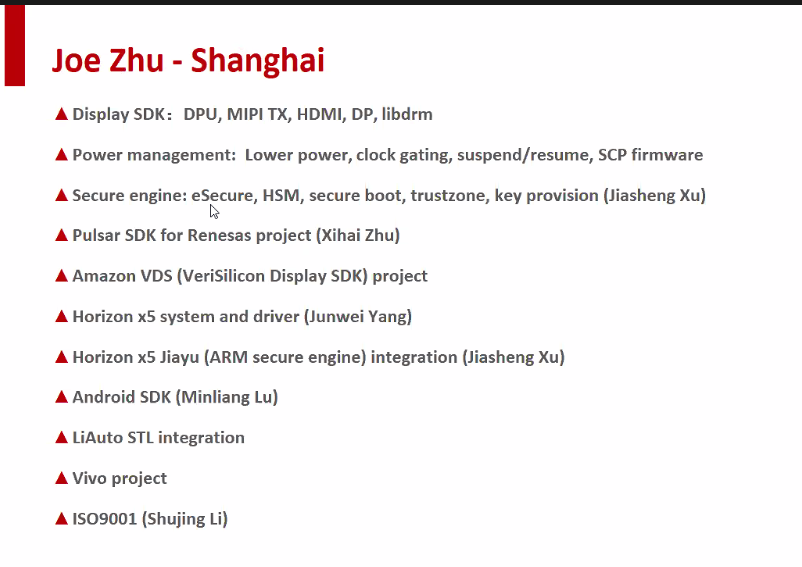 Joe Zhu - Shanghai
▲ Display SDK：DPU, MIPI TX, HDMI, DP, libdrm
▲ Power management: Lower power, clock gating, suspend/resume, SCP firmware
▲ Secure engine: eSecure, HSM, secure boot, trustzone, key provision (Jiasheng Xu)
▲ Pulsar SDK for Renesas project (Xihai Zhu)
▲ Amazon VDS (VeriSilicon Display SDK) project
▲ Horizon x5 system and driver (Junwei Yang)
▲ Horizon x5 Jiayu (ARM secure engine) integration (Jiasheng Xu)
▲ Android SDK (Minliang Lu)
▲ LiAuto STL integration
▲ Vivo project
▲ ISO9001 (Shujing Li)